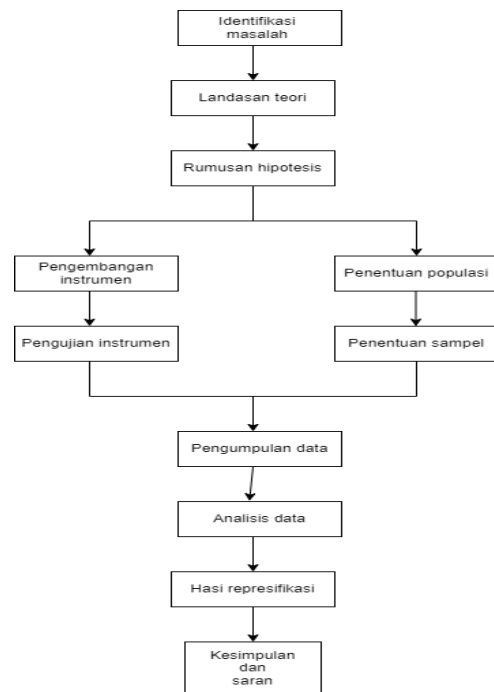 Identifikasi
masalah
Landasan teori
Rumusan hipotesis
Pengembangan
instrumen
Penentuan populasi
Pengujian instrumen
Penentuan sampel
Pengumpulan data
Analisis data
Hasi represifikasi
Kesimpulan
dan
saran